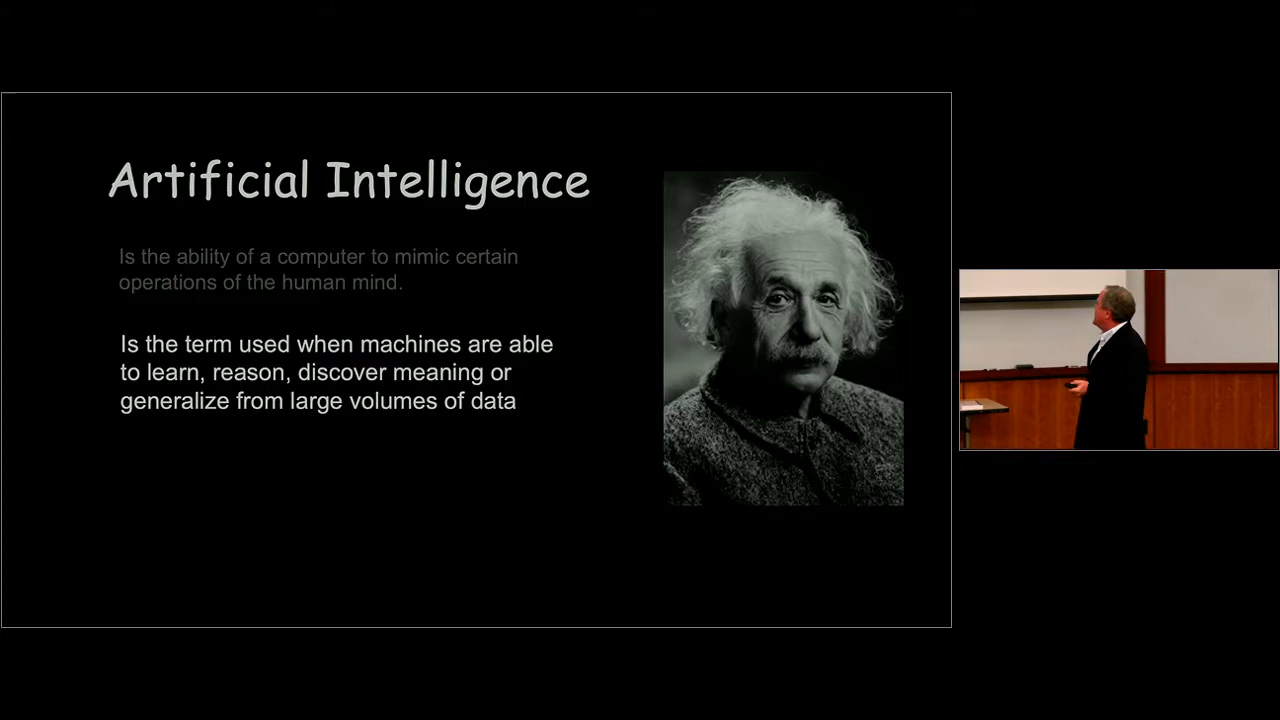 Artificial Intelligence
Is the ability of a computer to mimic certain
operations of the human mind.
Is the term used when machines are able
to learn, reason, discover meaning or
generalize from large volumes of data